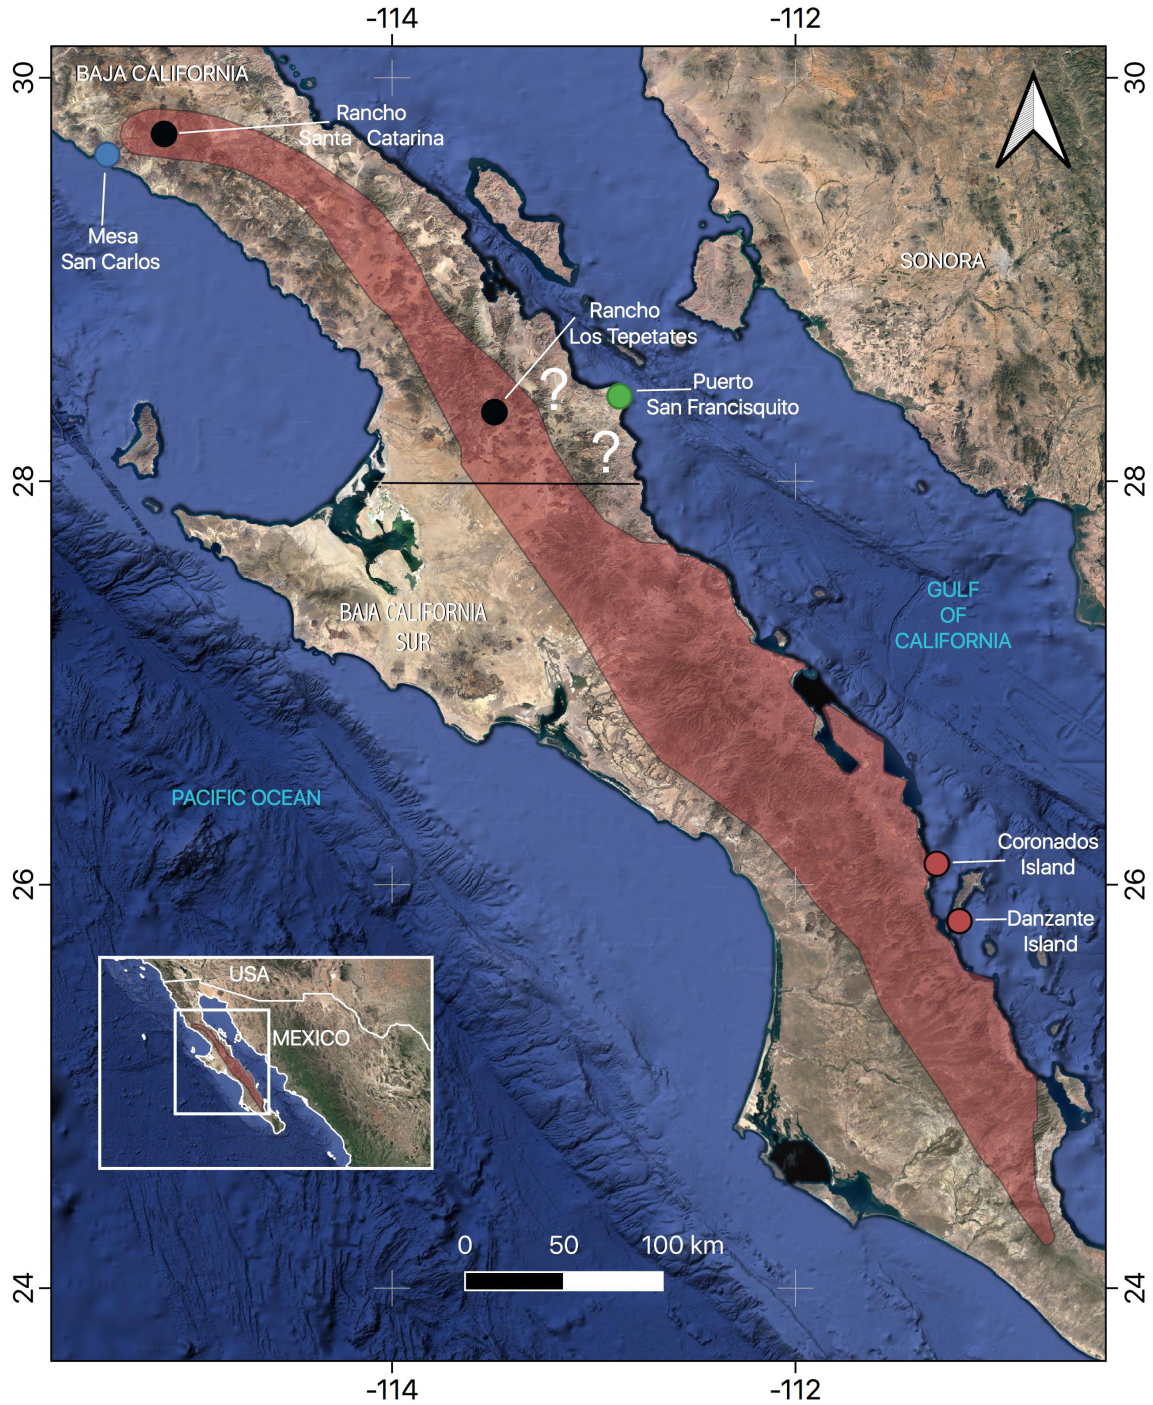 -114
-112
30
30
BAJA CALIFORNIA
Rancho
Santa Catarina
Mesa
San Carlos
SONORA
Rancho
Los Tepetates
?
Puerto
San Francisquito
?
28
28
GULF
OF
CALIFORNIA
BAJA CALIFORNIA
SUR
PACIFIC OCEAN
Coronados
Island
26
26
Danzante
Island
USA
MEXICO
0 50 100 km
24
24
-114
-112